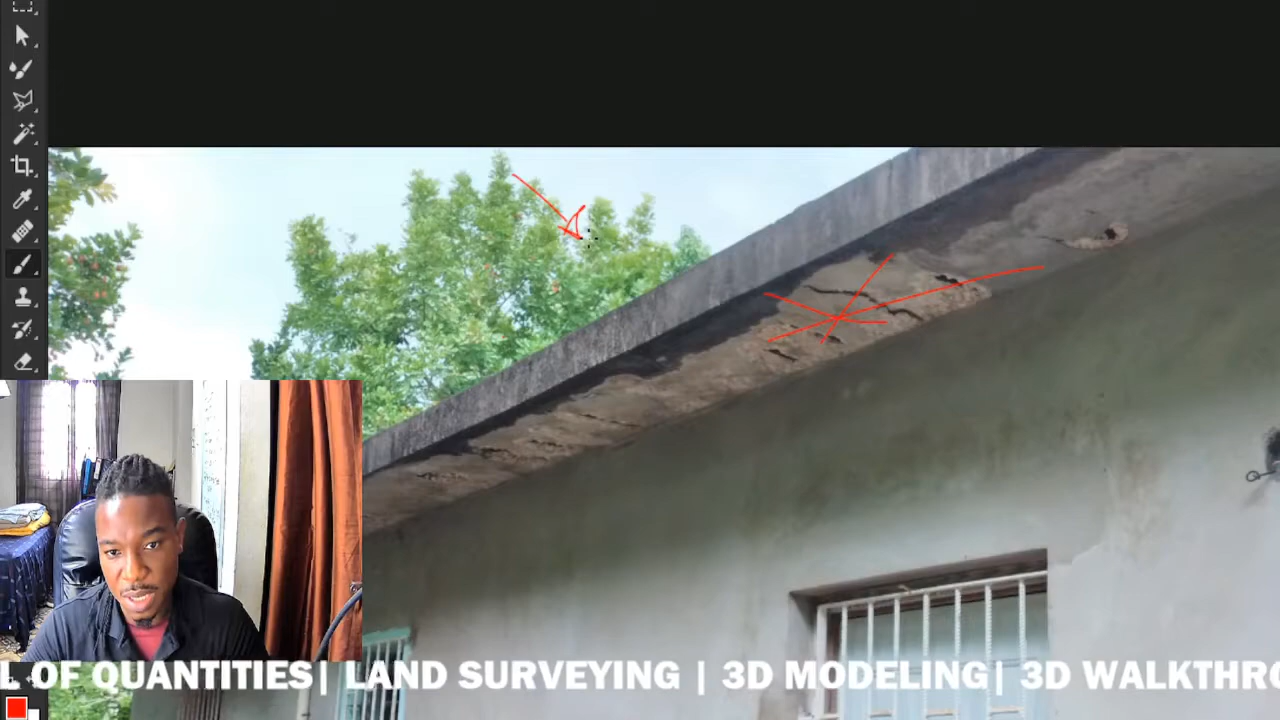 L OF QUANTITIES| LAND SURVEYING | 3D MODELING| 3D WALKTHRO